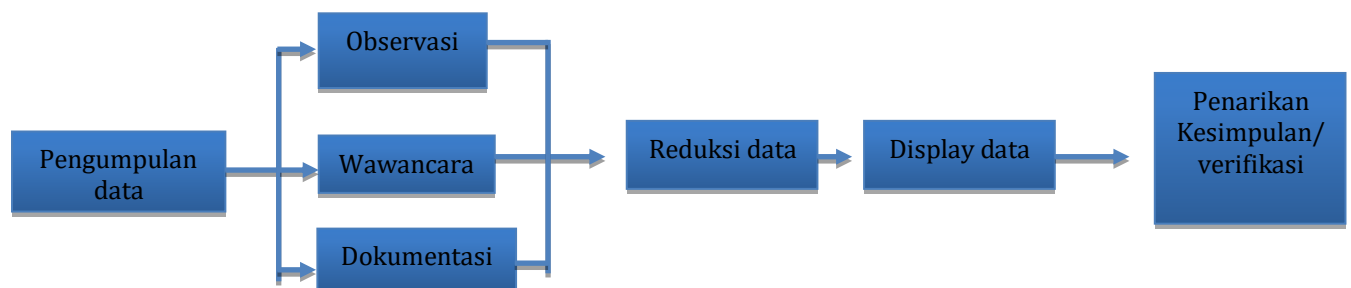 Pengumpulan
data
Observasi
Wawancara
Dokumentasi
Reduksi data
Display data
Penarikan
Kesimpulan/
verifikasi